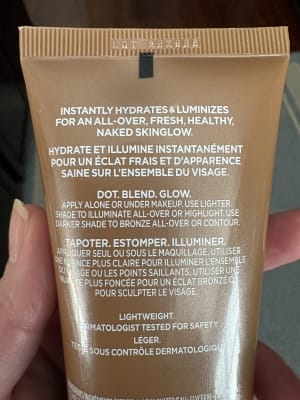 INSTANTLY HYDRATES & LUMINIZES
FOR AN ALL-OVER, FRESH, HEALTHY,
NAKED SKINGLOW.
HYDRATE ET ILLUMINE INSTANTANÉMENT
POUR UN ÉCLAT FRAIS ET D'APPARENCE
SAINE SUR L'ENSEMBLE DU VISAGE.
DOT. BLEND. GLOW.
APPLY ALONE OR UNDER MAKEUP. USE LIGHTER
SHADE TO ILLUMINATE ALL-OVER OR HIGHLIGHT. USE
DARKER SHADE TO BRONZE ALL-OVER OR CONTOUR.
TAPOTER. ESTOMPER. ILLUMINER.
APPLIQUER SEUL OU SOUS LE MAQUILLAGE. UTILISER
NUANCE PLUS CLAIRE POUR ILLUMINER L'ENSEMBLE
DU VISAGE OU LES POINTS SAILLANTS, UTILISER UNE
PLUS FONCÉE POUR UN ÉCLAT BRONZÉ OU
POUR SCULPTER LE VISAGE.
LIGHTWEIGHT.
DERMATOLOGIST TESTED FOR SAFETY.
LÉGER.
SOUS CONTRÔLE DERMATOLOGIQUE